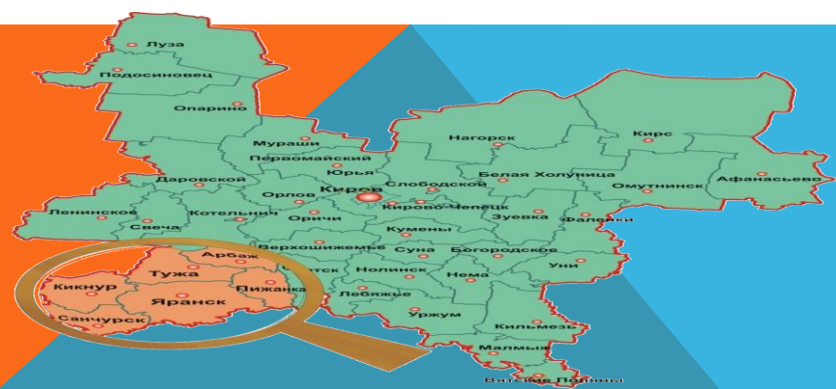 Луза
Подосиновец
Опарино
Мураши
Нагорск
Кирс
Первомайский
Юрья
Даровской
Киров
Слободской
Белая Холуница
Омутнинск
Афанасьево
Орлов
Кирово-Чепецк
Ленинское
Свеча
Котельнич
Оричи
Зуевка
Фаленки
Кумены
Верхошижемье
Суна
Богородское
Арбаж
Тужа
Уни
Нолинск
Нема
Кикнур
Пижанка
Яранск
Лебяжье
Санчурск
Уржум
Кильмезь
Малмыж
Вятские Поляны